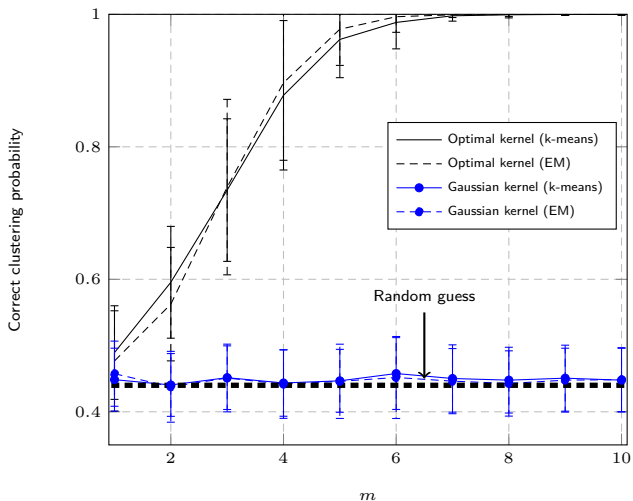 1
0.8
0.6
0.4
Correct clustering probability
Optimal kernel (k-means)
Optimal kernel (EM)
Gaussian kernel (k-means)
Gaussian kernel (EM)
Random guess
2
4
6
8
10
m